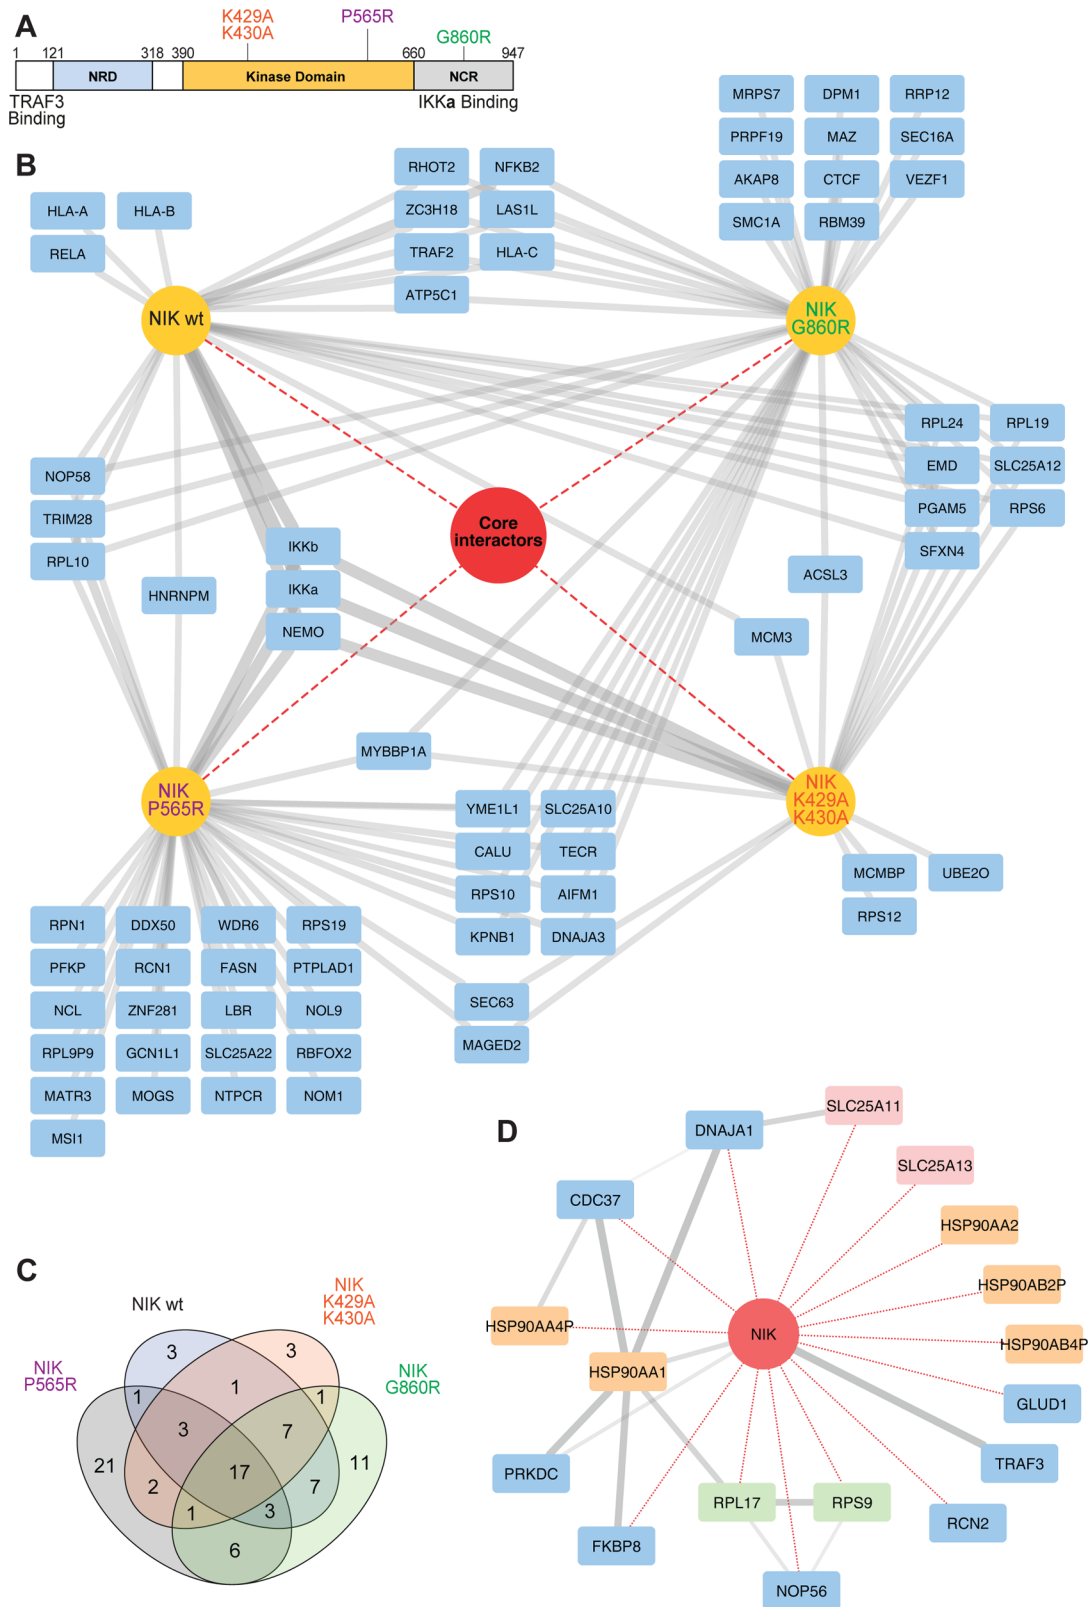 A
K429A
K430A
P565R
G860R
1
121
318
390
660
947
NRD
Kinase Domain
NCR
TRAF3
Binding
IKKa Binding
B
MRPS7
DPM1
RRP12
PRPF19
MAZ
SEC16A
AKAP8
CTCF
VEZF1
SMC1A
RBM39
RHOT2
NFKB2
ZC3H18
LAS1L
TRAF2
HLA-C
ATP5C1
HLA-A
HLA-B
RELA
NIK wt
NIK
G860R
RPL24
RPL19
EMD
SLC25A12
PGAM5
RPS6
SFXN4
NOP58
TRIM28
RPL10
HNRNPM
IKKb
IKKa
NEMO
Core
interactors
ACSL3
MCM3
MYBBP1A
NIK
P565R
NIK
K429A
K430A
YME1L1
SLC25A10
CALU
TECR
RPS10
AIFM1
KPNB1
DNAJA3
SEC63
MAGED2
MCMBP
UBE2O
RPS12
RPN1
DDX50
WDR6
RPS19
PFKP
RCN1
FASN
PTPLAD1
NCL
ZNF281
LBR
NOL9
RPL9P9
GCN1L1
SLC25A22
RBFOX2
MATR3
MOGS
NTPCR
NOM1
MSI1
C
NIK wt
NIK
K429A
K430A
NIK
P565R
NIK
G860R
3
3
1
1
1
3
7
21
17
11
2
7
1
3
6
D
SLC25A11
DNAJA1
SLC25A13
CDC37
HSP90AA2
HSP90AB2P
HSP90AA4P
NIK
HSP90AB4P
HSP90AA1
GLUD1
TRAF3
PRKDC
RPL17
RPS9
RCN2
FKBP8
NOP56